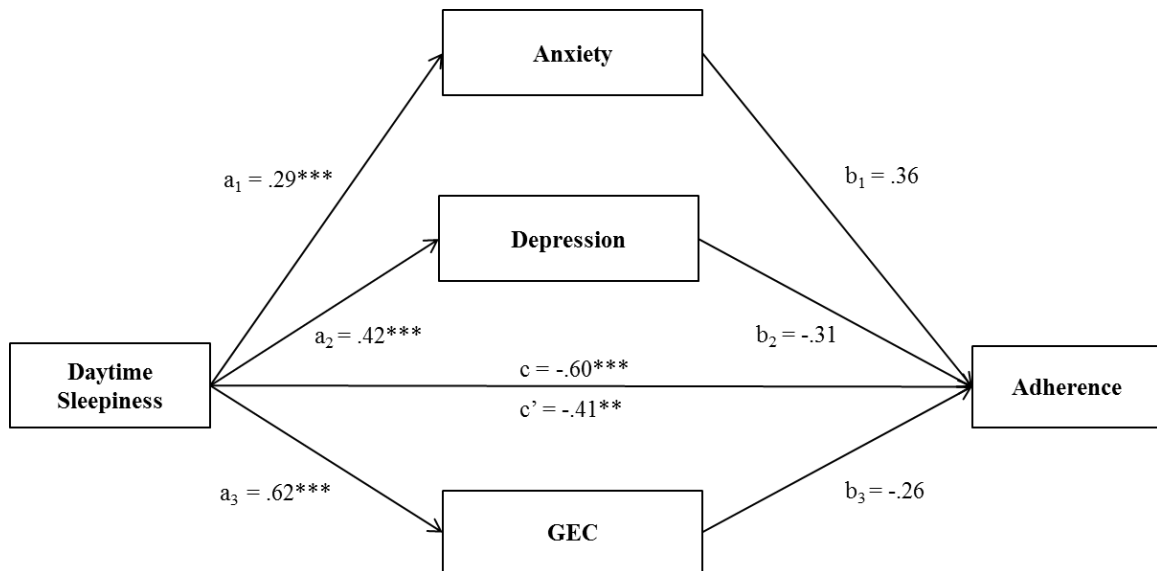 Anxiety
a₁ = .29***
b₁ = .36
Depression
a₂ = .42***
b₂ = -.31
Daytime
Sleepiness
c = -.60***
c’ = -.41**
Adherence
a₃ = .62***
b₃ = -.26
GEC